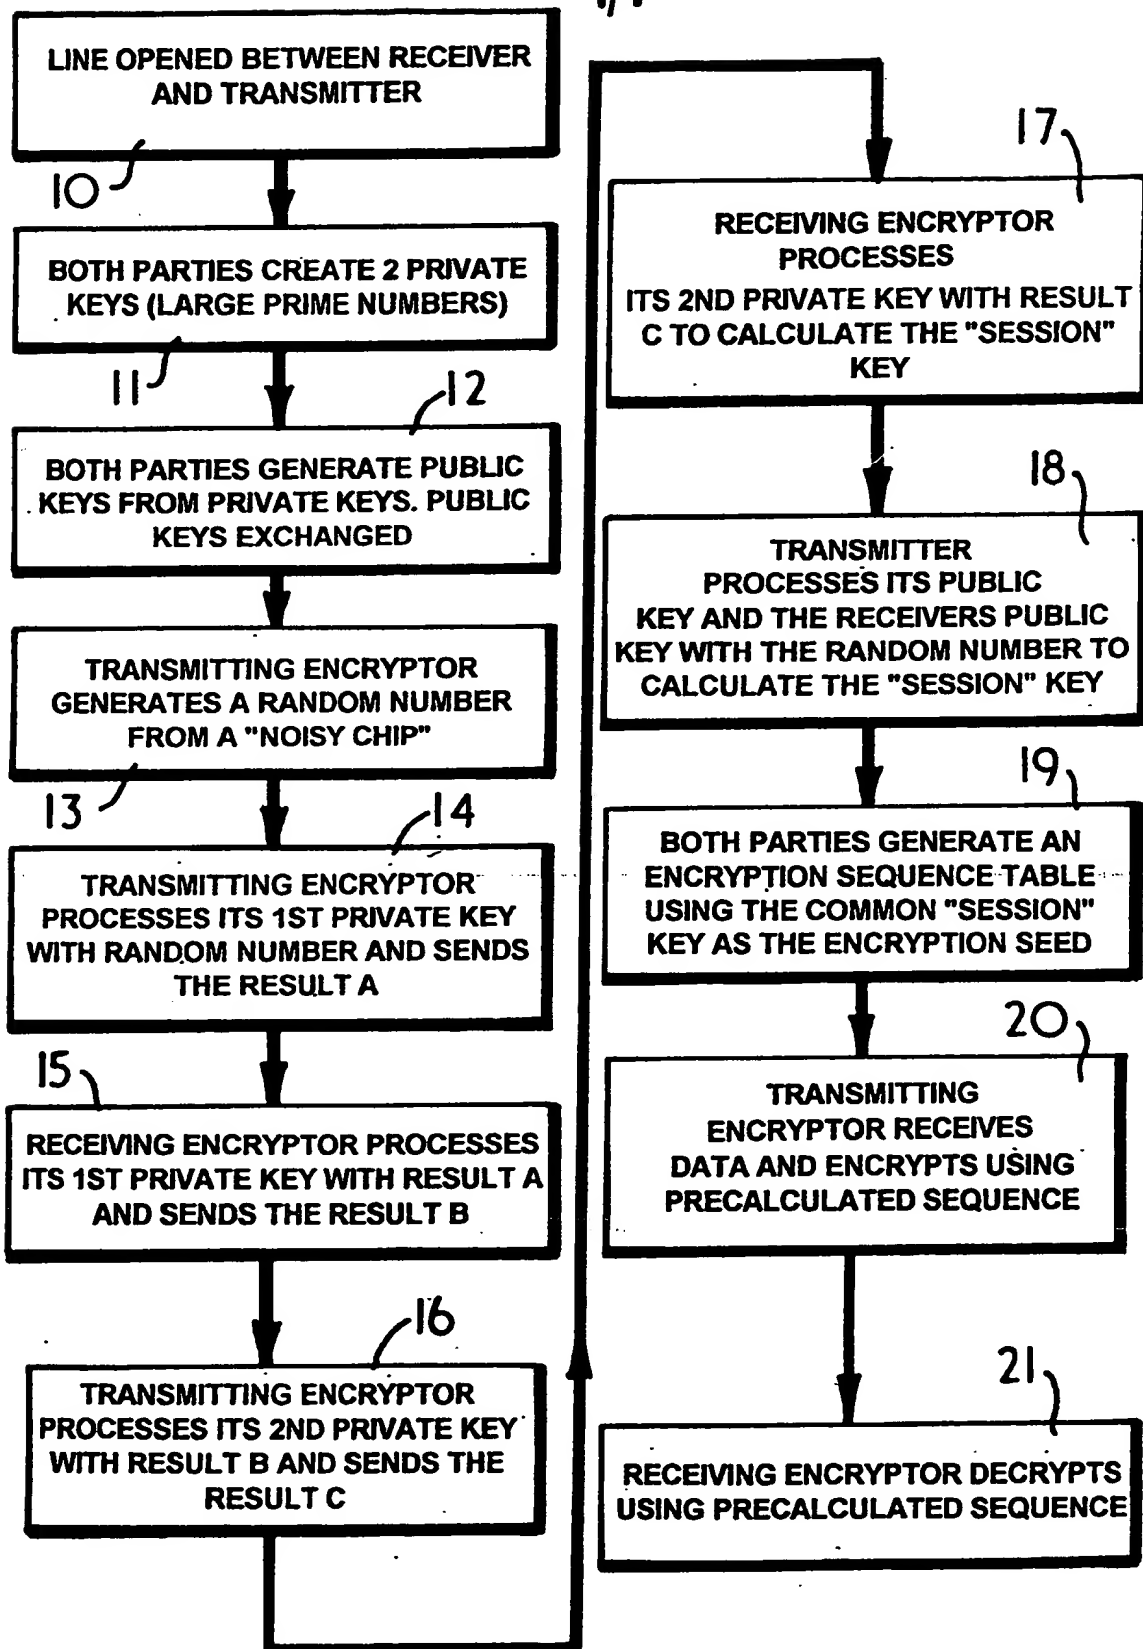 LINE OPENED BETWEEN RECEIVER
AND TRANSMITTER
10
BOTH PARTIES CREATE 2 PRIVATE
KEYS (LARGE PRIME NUMBERS)
11
12
BOTH PARTIES GENERATE PUBLIC
KEYS FROM PRIVATE KEYS. PUBLIC
KEYS EXCHANGED
TRANSMITTING ENCRYPTOR
GENERATES A RANDOM NUMBER
FROM A "NOISY CHIP"
13
14
TRANSMITTING ENCRYPTOR
PROCESSES ITS 1ST PRIVATE KEY
WITH RANDOM NUMBER AND SENDS
THE RESULT A
15
RECEIVING ENCRYPTOR PROCESSES
ITS 1ST PRIVATE KEY WITH RESULT A
AND SENDS THE RESULT B
16
TRANSMITTING ENCRYPTOR
PROCESSES ITS 2ND PRIVATE KEY
WITH RESULT B AND SENDS THE
RESULT C
17
RECEIVING ENCRYPTOR
PROCESSES
ITS 2ND PRIVATE KEY WITH RESULT
C TO CALCULATE THE "SESSION"
KEY
18
TRANSMITTER
PROCESSES ITS PUBLIC
KEY AND THE RECEIVERS PUBLIC
KEY WITH THE RANDOM NUMBER TO
CALCULATE THE "SESSION" KEY
19
BOTH PARTIES GENERATE AN
ENCRYPTION SEQUENCE TABLE
USING THE COMMON "SESSION"
KEY AS THE ENCRYPTION SEED
20
TRANSMITTING
ENCRYPTOR RECEIVES
DATA AND ENCRYPTS USING
PRECALCULATED SEQUENCE
21
RECEIVING ENCRYPTOR DECRYPTS
USING PRECALCULATED SEQUENCE